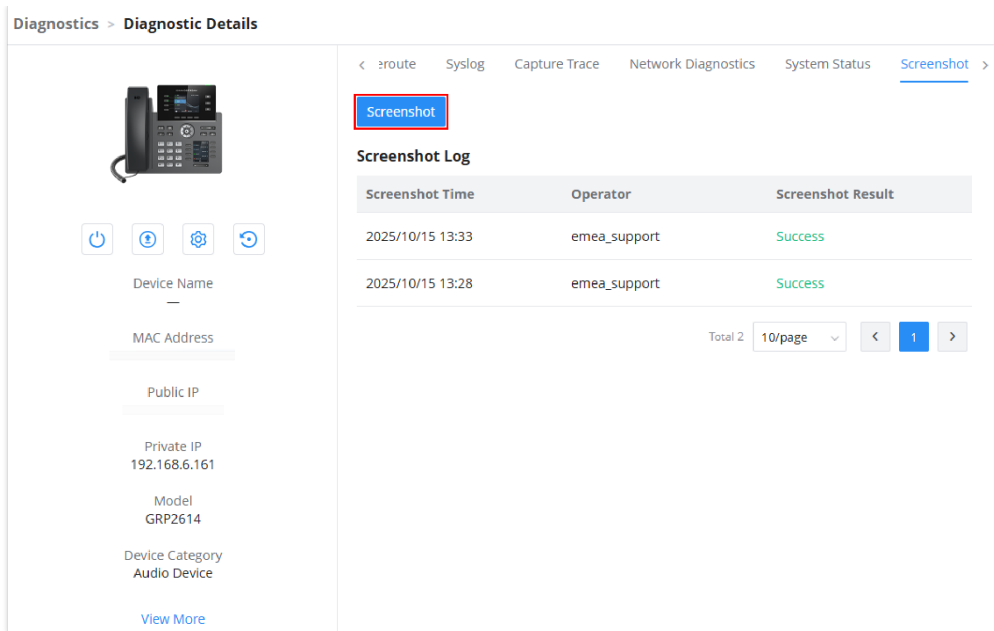 Diagnostics > Diagnostic Details
eroute Syslog Capture Trace Network Diagnostics System Status Screenshot
Screenshot
Screenshot Log
Screenshot Time Operator Screenshot Result
2025/10/15 13:33 emea_support Success
2025/10/15 13:28 emea_support Success
Total 2 10/page 1
Device Name
—
MAC Address
Public IP
Private IP
192.168.6.161
Model
GRP2614
Device Category
Audio Device
View More